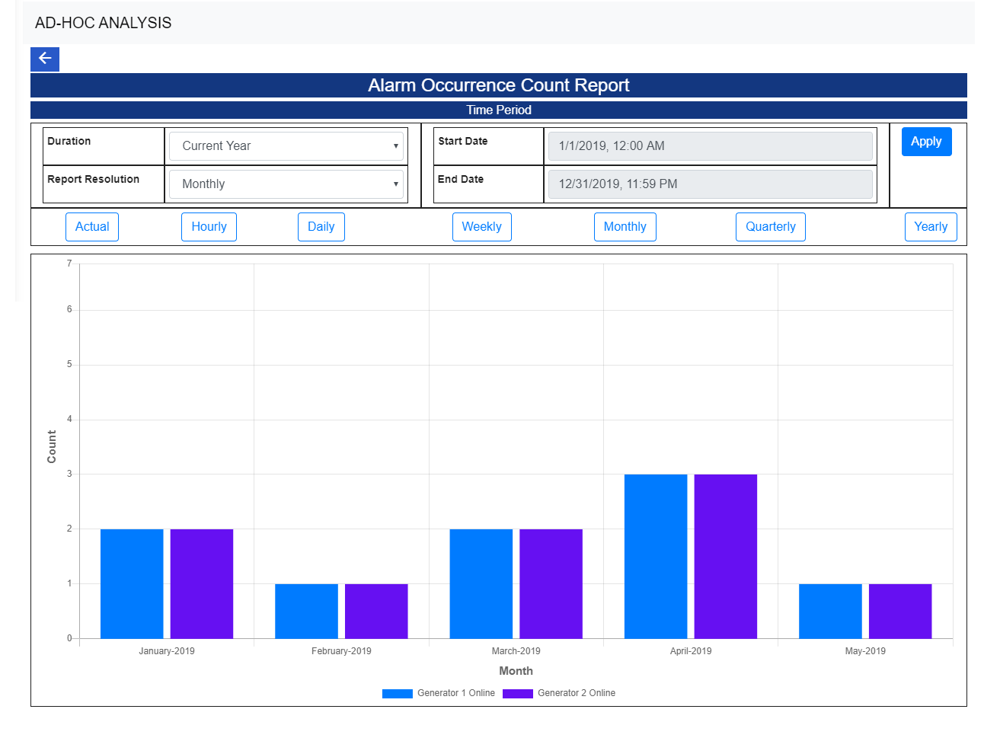 AD-HOC ANALYSIS
Alarm Occurrence Count Report
Time Period
Duration Current Year Start Date 1/1/2019, 12:00 AM Apply
Report Resolution Monthly End Date 12/31/2019, 11:59 PM
Actual Hourly Daily Weekly Monthly Quarterly Yearly
7
6
5
4
3
2
1
0
Count
January-2019 February-2019 March-2019 April-2019 May-2019
Month
Generator 1 Online Generator 2 Online